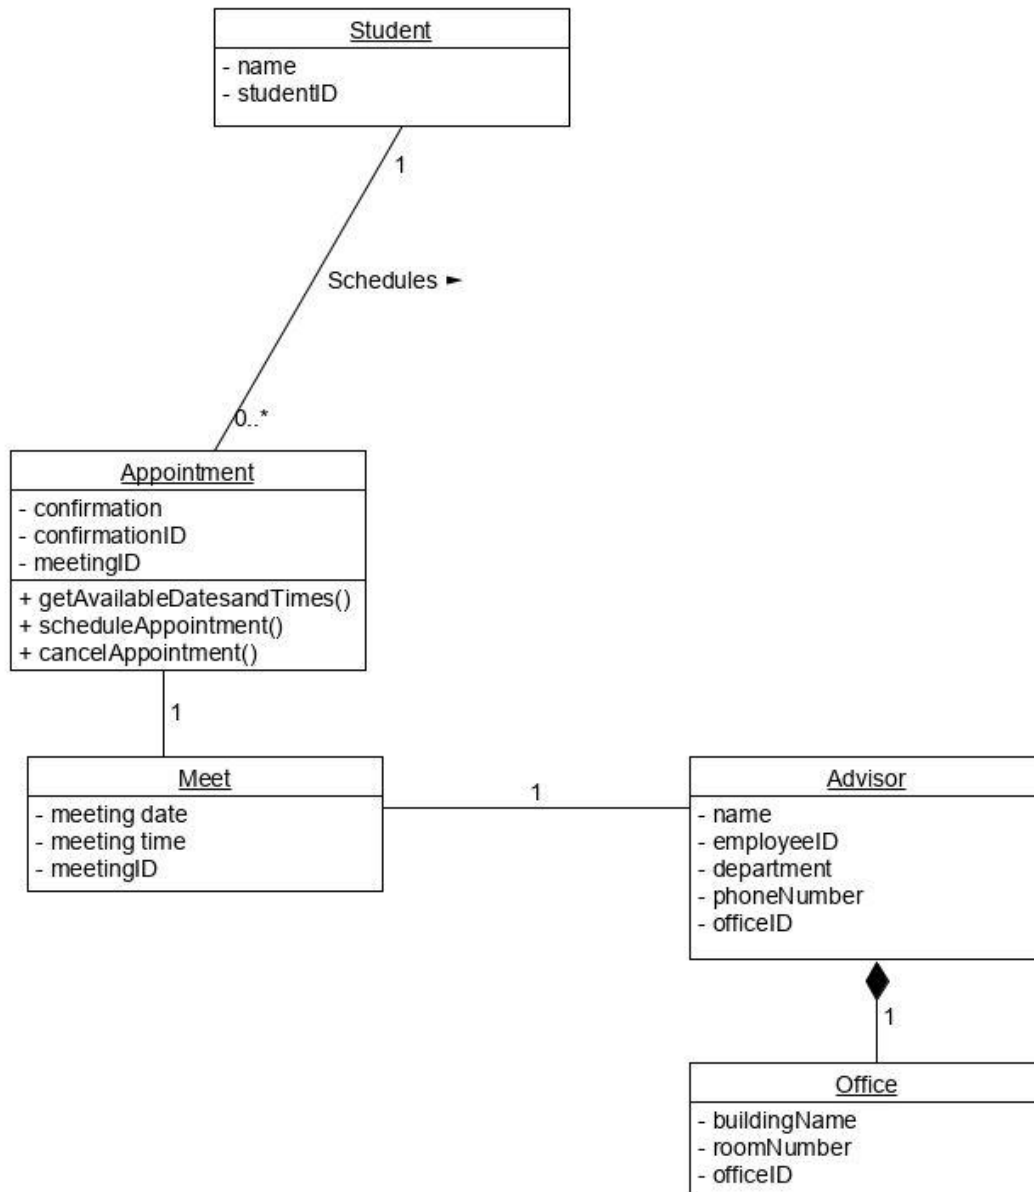 Student
- name
- studentID
1
Schedules ►
0..*
Appointment
- confirmation
- confirmationID
- meetingID
+ getAvailableDatesandTimes()
+ scheduleAppointment()
+ cancelAppointment()
1
Meet
- meeting date
- meeting time
- meetingID
1
Advisor
- name
- employeeID
- department
- phoneNumber
- officeID
1
Office
- buildingName
- roomNumber
- officeID